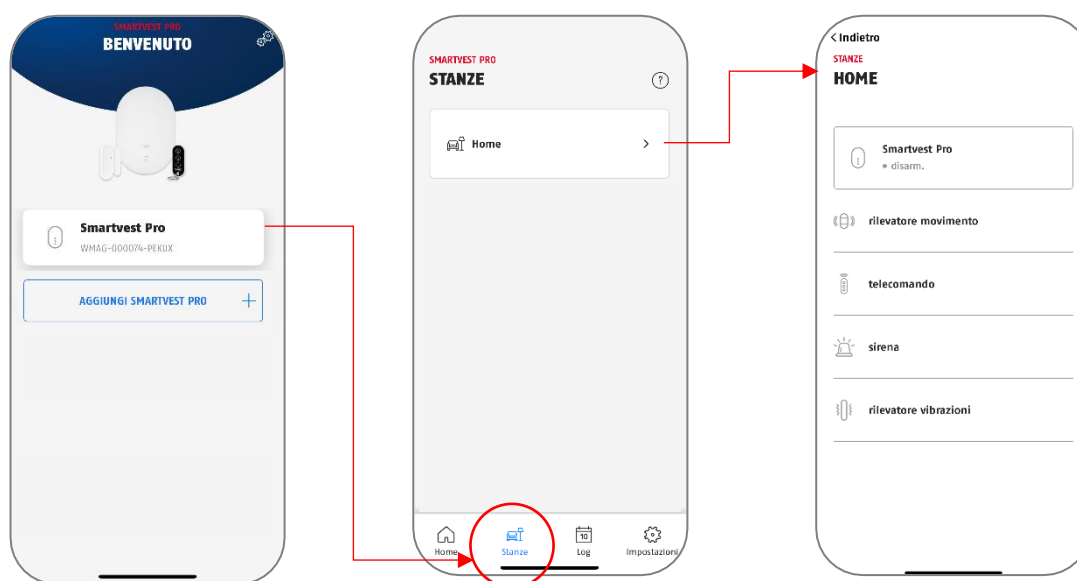 SMARTVEST PRO
BENVENUTO
Smartvest Pro
WMAG-000074-PEKUX
AGGIUNGI SMARTVEST PRO
SMARTVEST PRO
STANZE
?
Home
Home
Stanze
10
Log
Impostazioni
< Indietro
STANZE
HOME
Smartvest Pro
• disarm.
rilevatore movimento
telecomando
sirena
rilevatore vibrazioni